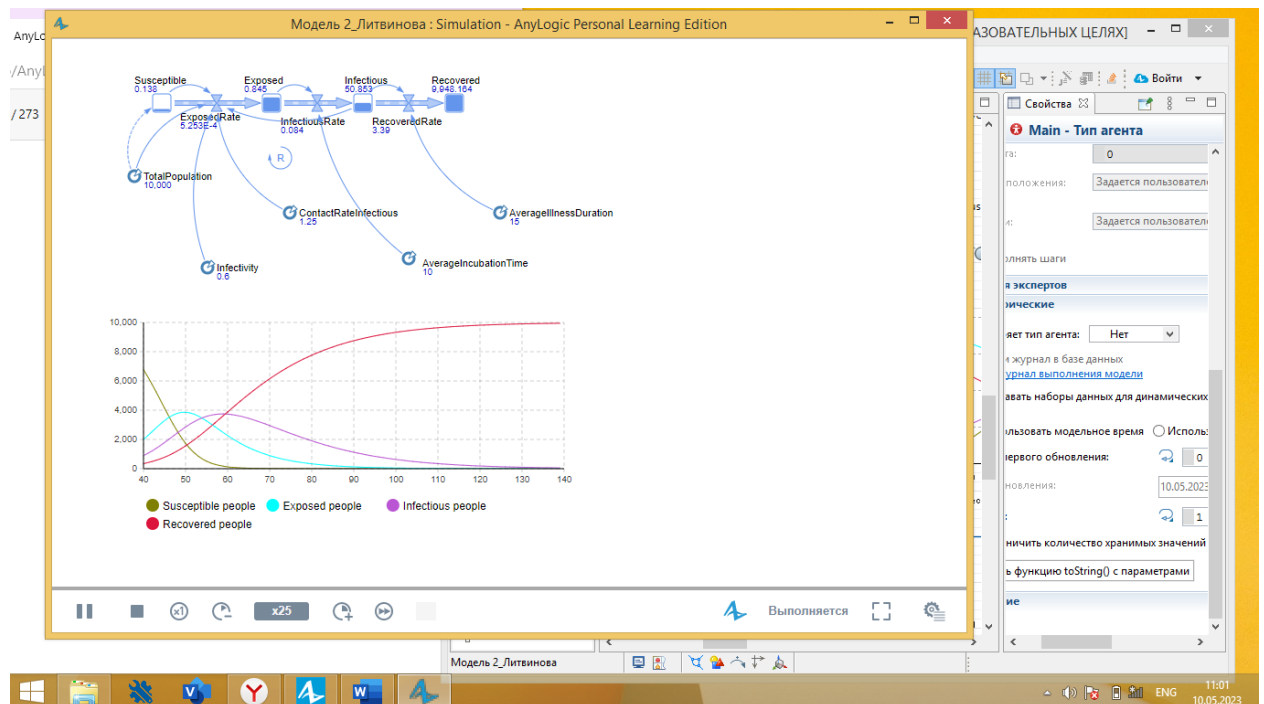 Модель 2_Литвинова : Simulation - AnyLogic Personal Learning Edition
AnyLo
АЗОВАТЕЛЬНЫХ ЦЕЛЯХ]
/Anyl
/ 273
Войти
Susceptible
0.138
Exposed
0.845
Infectious
50.853
Recovered
9,948.164
ExposedRate
5.253E-4
InfectiousRate
0.084
RecoveredRate
3.39
R
TotalPopulation
10,000
ContactRateInfectious
1.25
AverageIllnessDuration
15
Infectivity
0.6
AverageIncubationTime
10
10,000
8,000
6,000
4,000
2,000
0
40 50 60 70 80 90 100 110 120 130 140
Susceptible people Exposed people Infectious people
Recovered people
x1 x25 Выполняется
Свойства
Main - Тип агента
та: 0
положения: Задается пользовател
и: Задается пользовател
олнять шаги
я экспертов
рические
яет тип агента: Нет
и журнал в базе данных
урнал выполнения модели
авать наборы данных для динамических
льзовать модельное время Исполь
первого обновления: 0
новления: 10.05.2023
: 1
ничить количество хранимых значений
ь функцию toString() с параметрами
ие
Модель 2_Литвинова
ENG
11:01
10.05.2023